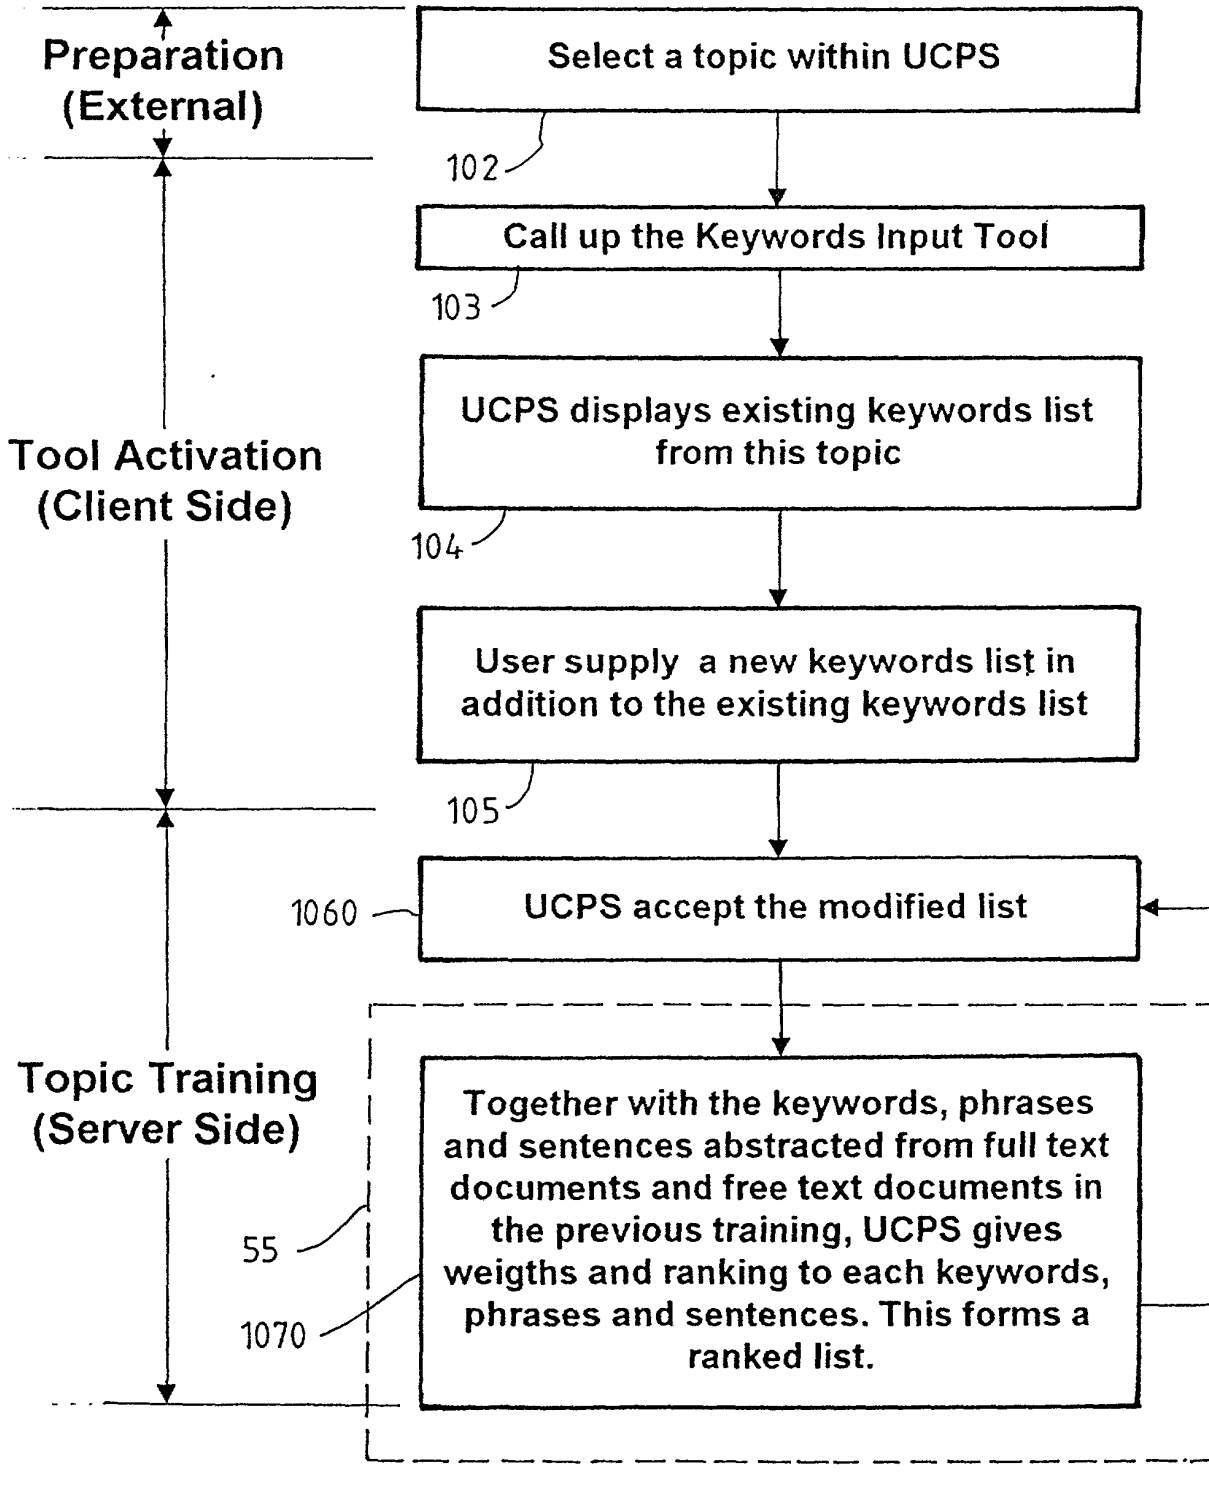 Preparation
(External)
Select a topic within UCPS
102
Call up the Keywords Input Tool
103
UCPS displays existing keywords list
from this topic
104
Tool Activation
(Client Side)
User supply a new keywords list in
addition to the existing keywords list
105
UCPS accept the modified list
1060
Topic Training
(Server Side)
Together with the keywords, phrases
and sentences abstracted from full text
documents and free text documents in
the previous training, UCPS gives
weigths and ranking to each keywords,
phrases and sentences. This forms a
ranked list.
55
1070